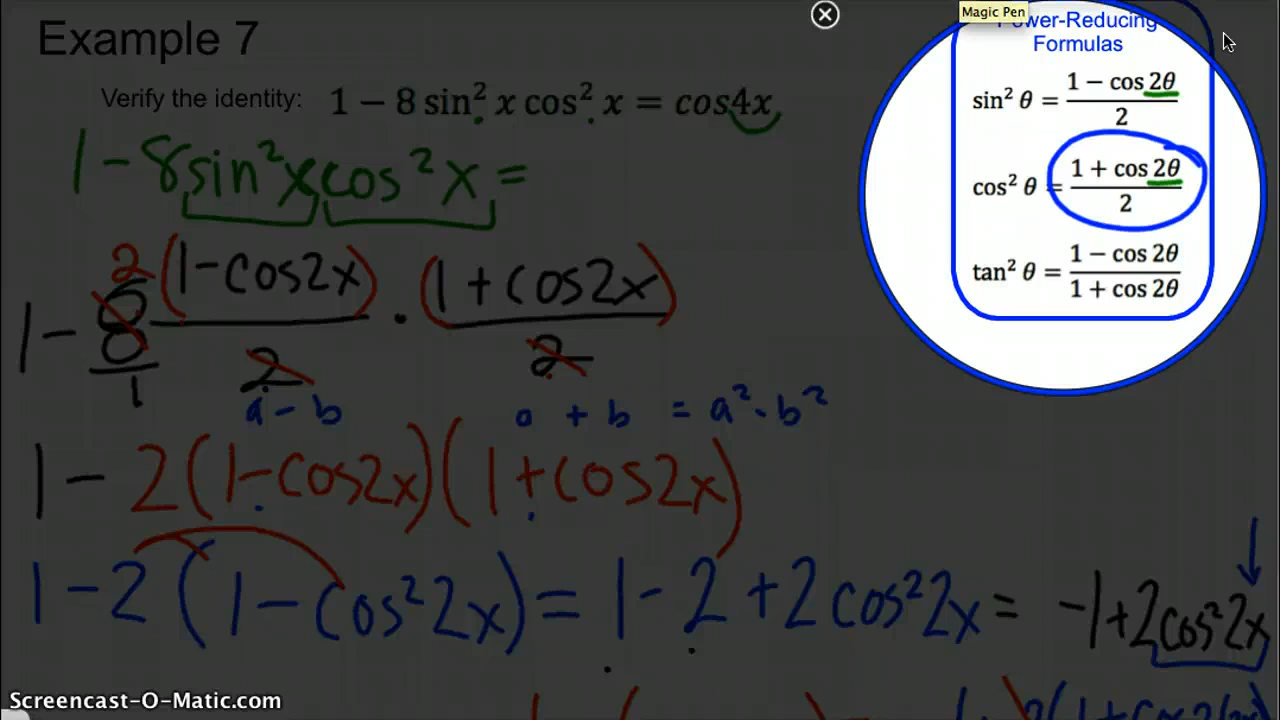 Magic Pen
Example 7
Power-Reducing
Formulas
Verify the identity: 1 − 8 sin² x cos² x = cos4x
sin² θ = (1 − cos 2θ)/2
cos² θ = (1 + cos 2θ)/2
tan² θ = (1 − cos 2θ)/(1 + cos 2θ)
1 - 8 sin²x cos²x =
1 - 8/1 (1 - cos2x)/2 · (1 + cos2x)/2
2
a - b a + b = a² - b²
1 - 2(1 - cos2x)(1 + cos2x)
1 - 2(1 - cos²2x) = 1 - 2 + 2cos²2x = -1 + 2cos²2x
Screencast-O-Matic.com